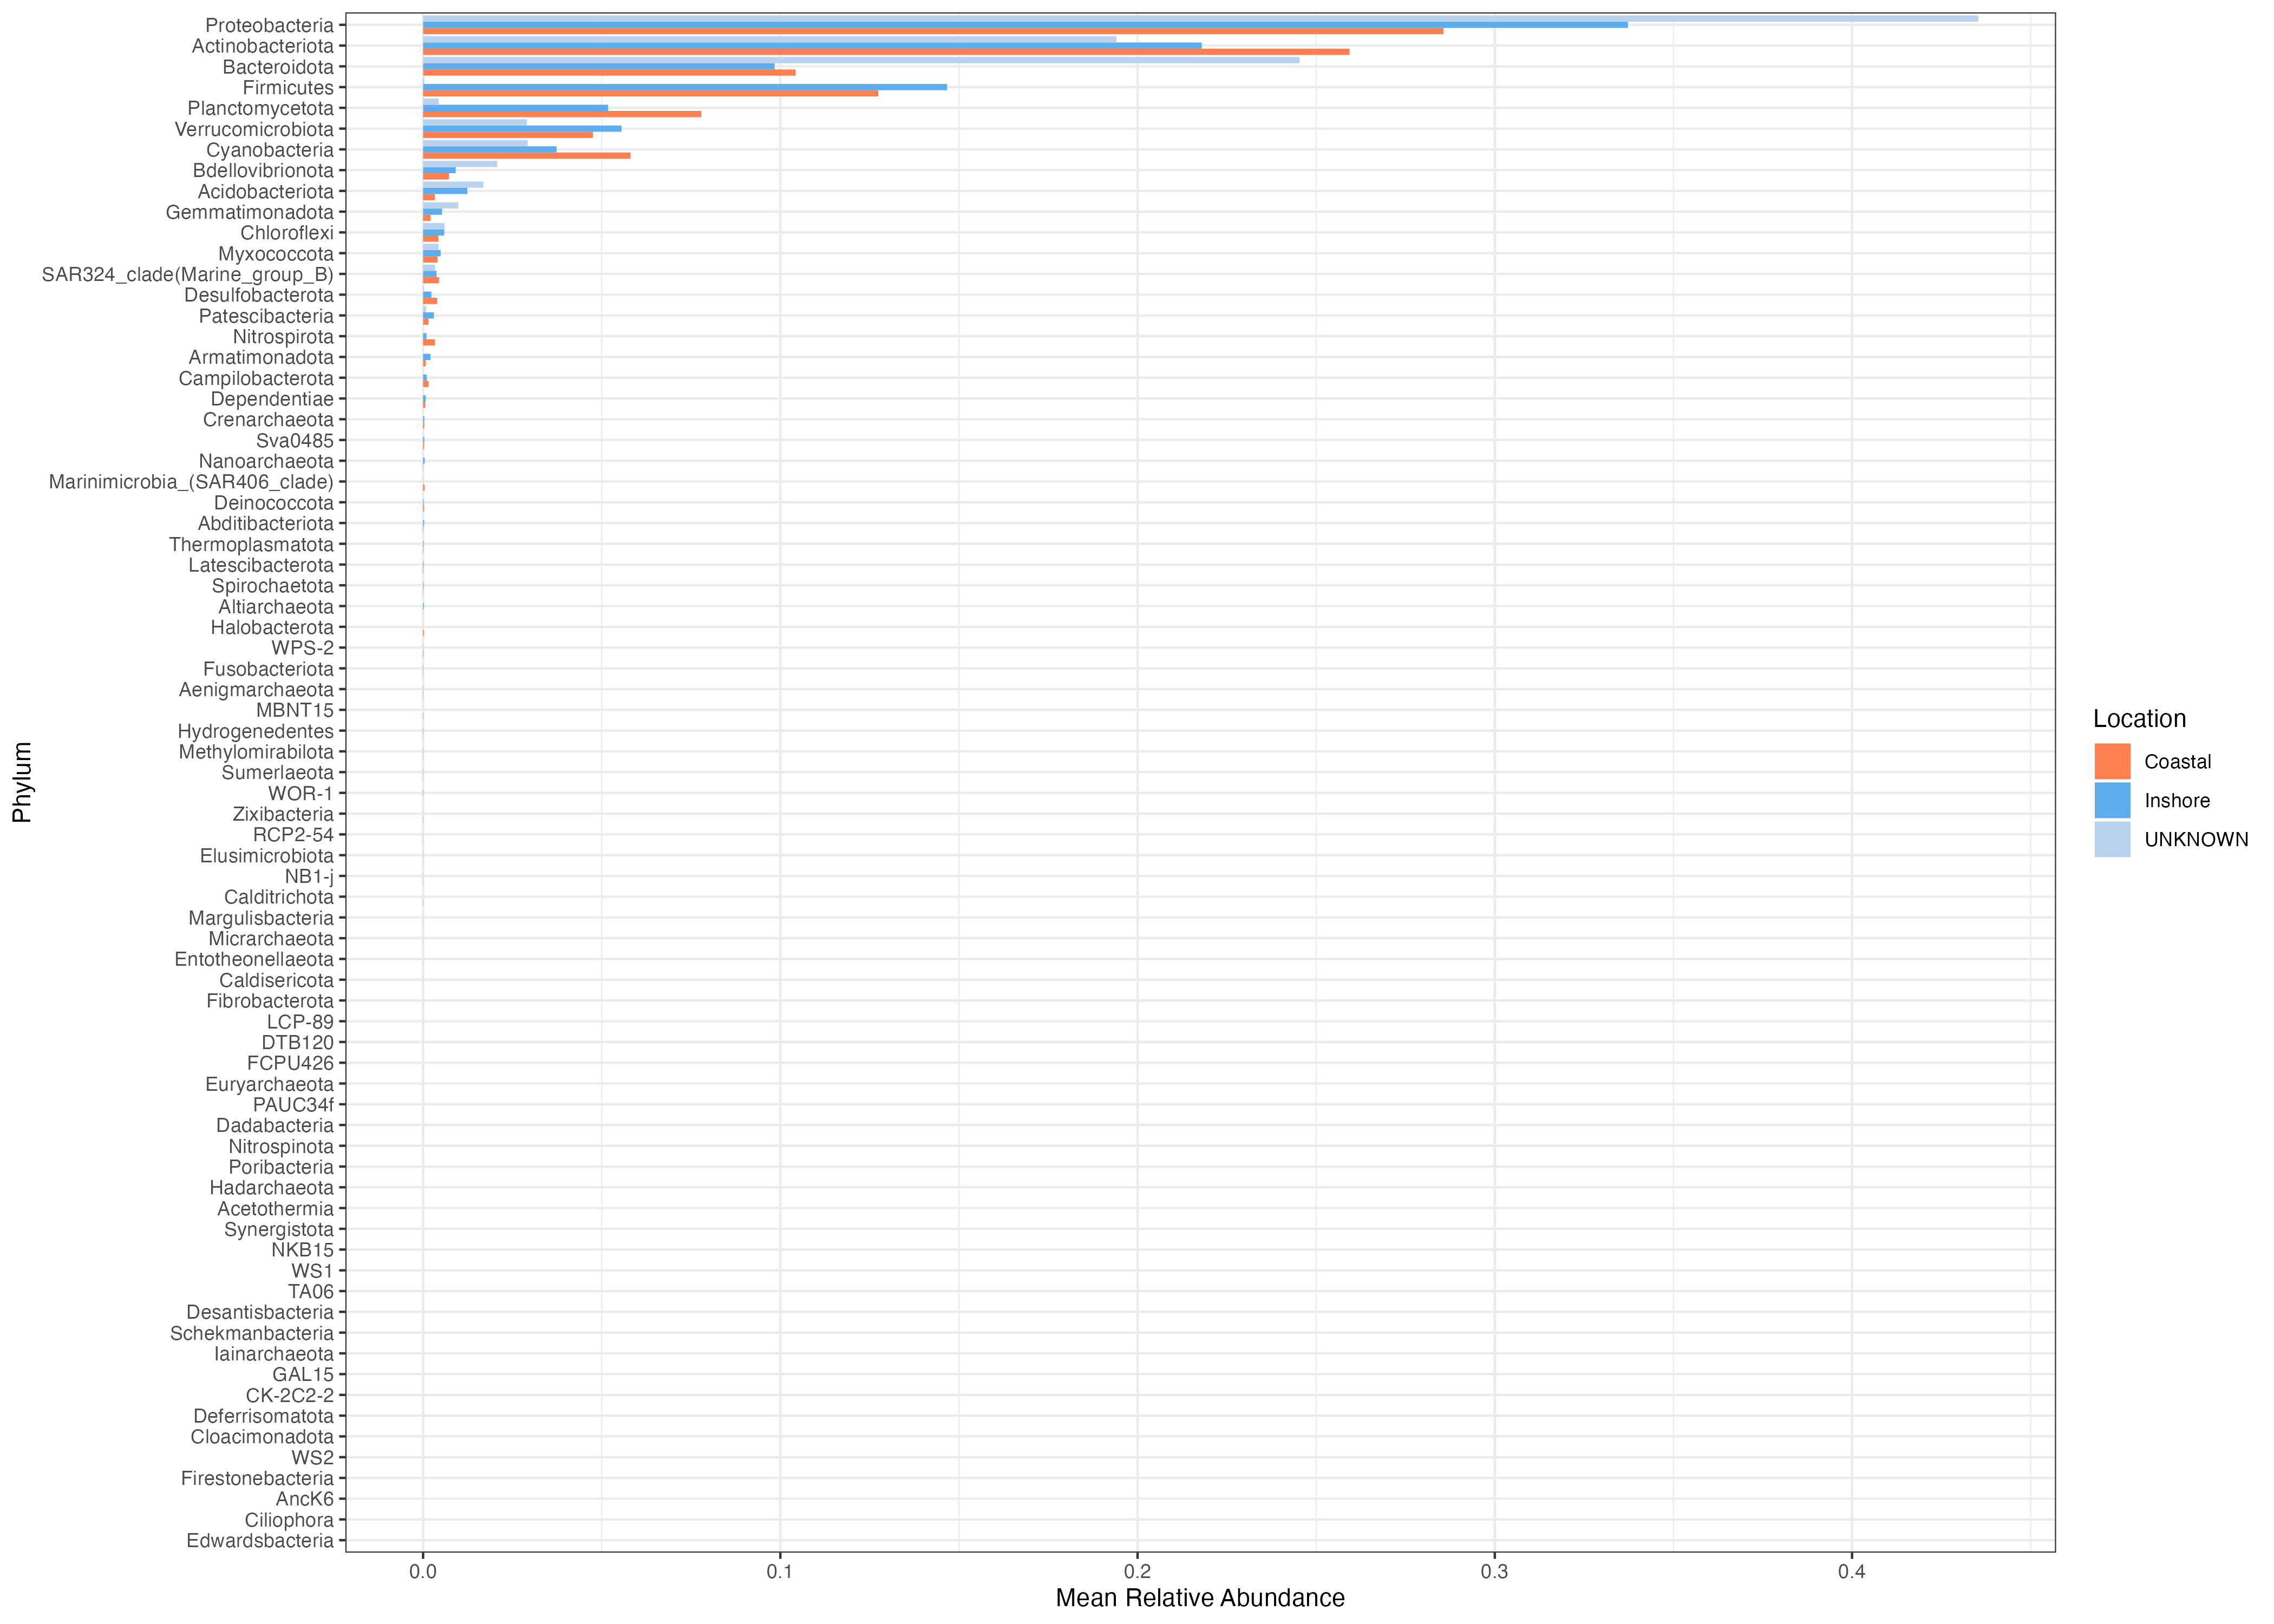 Proteobacteria
Actinobacteriota
Bacteroidota
Firmicutes
Planctomycetota
Verrucomicrobiota
Cyanobacteria
Bdellovibrionota
Acidobacteriota
Gemmatimonadota
Chloroflexi
Myxococcota
SAR324_clade(Marine_group_B)
Desulfobacterota
Patescibacteria
Nitrospirota
Armatimonadota
Campilobacterota
Dependentiae
Crenarchaeota
Sva0485
Nanoarchaeota
Marinimicrobia_(SAR406_clade)
Deinococcota
Abditibacteriota
Thermoplasmatota
Latescibacterota
Spirochaetota
Altiarchaeota
Halobacterota
WPS-2
Fusobacteriota
Aenigmarchaeota
MBNT15
Hydrogenedentes
Methylomirabilota
Sumerlaeota
WOR-1
Zixibacteria
RCP2-54
Elusimicrobiota
NB1-j
Calditrichota
Margulisbacteria
Micrarchaeota
Entotheonellaeota
Caldisericota
Fibrobacterota
LCP-89
DTB120
FCPU426
Euryarchaeota
PAUC34f
Dadabacteria
Nitrospinota
Poribacteria
Hadarchaeota
Acetothermia
Synergistota
NKB15
WS1
TA06
Desantisbacteria
Schekmanbacteria
Iainarchaeota
GAL15
CK-2C2-2
Deferrisomatota
Cloacimonadota
WS2
Firestonebacteria
AncK6
Ciliophora
Edwardsbacteria
Phylum
0.0 0.1 0.2 0.3 0.4
Mean Relative Abundance
Location
Coastal
Inshore
UNKNOWN